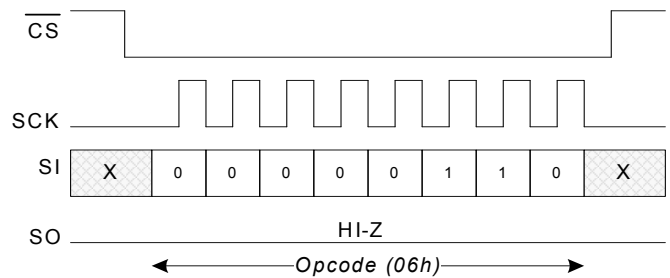 CS
SCK
SI X 0 0 0 0 0 1 1 0 X
SO HI-Z
Opcode (06h)